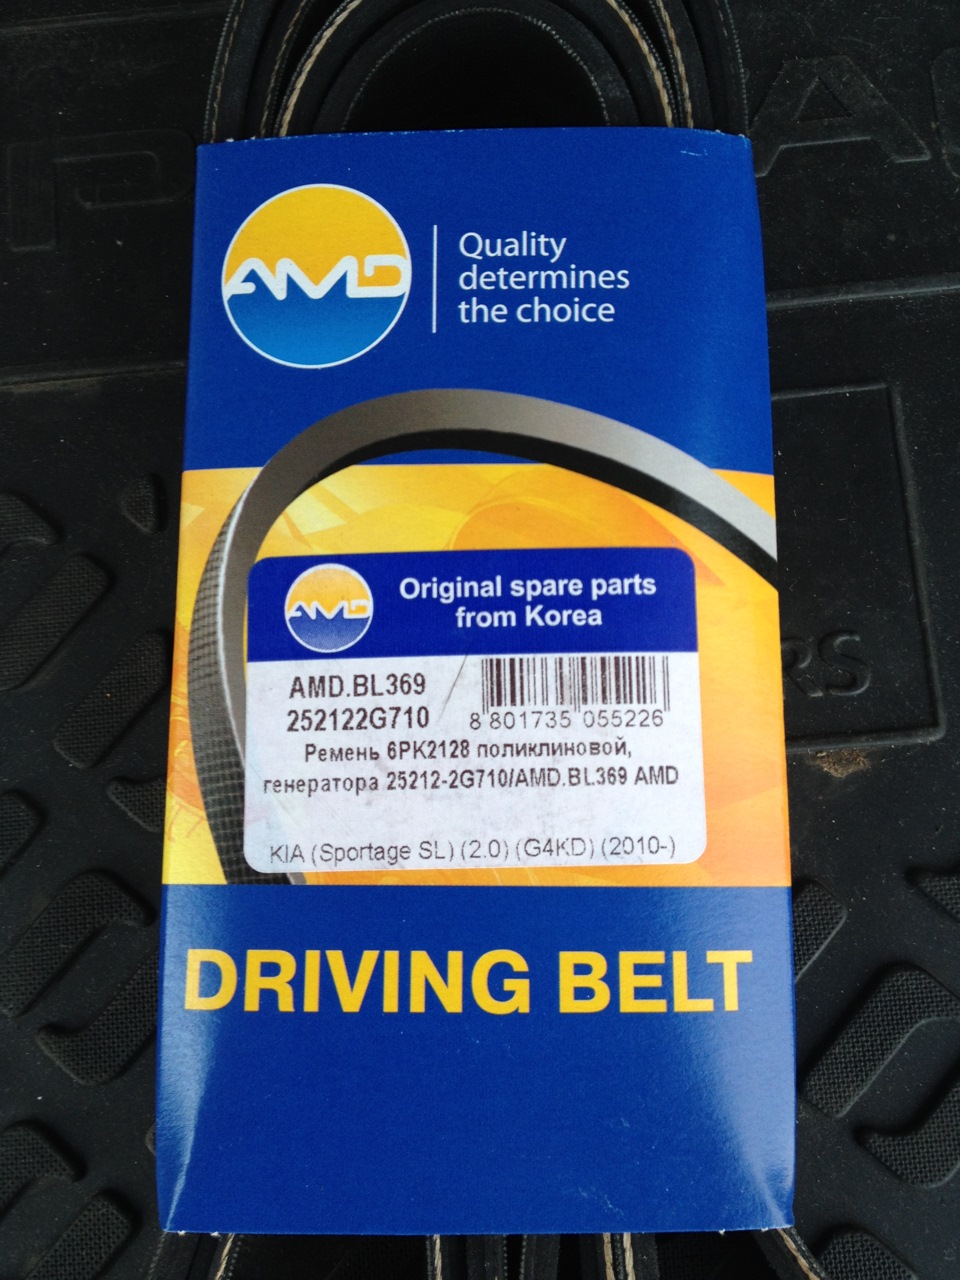 AMD
Quality
determines
the choice
AMD
Original spare parts
from Korea
AMD.BL369
252122G710
8 801735 055226
Ремень 6PK2128 поликлиновой,
генератора 25212-2G710/AMD.BL369 AMD
KIA (Sportage SL) (2.0) (G4KD) (2010-)
DRIVING BELT